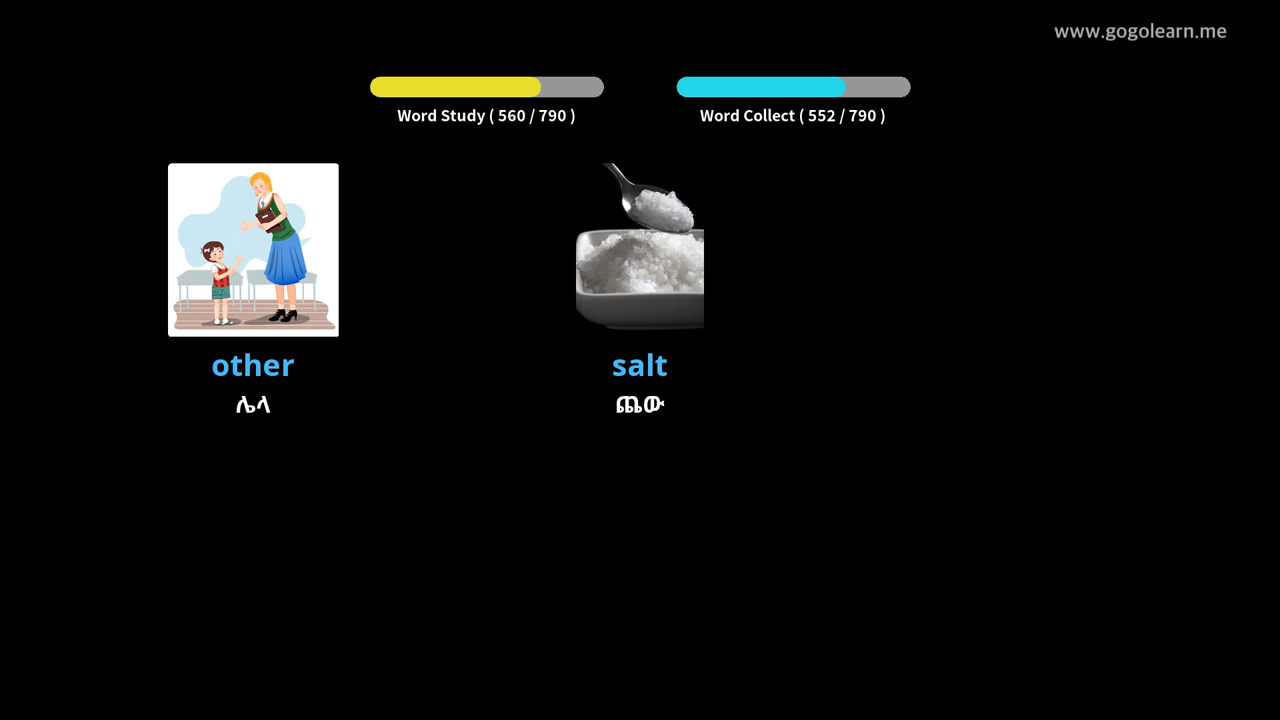 www.gogolearn.me
Word Study ( 560 / 790 )
Word Collect ( 552 / 790 )
other
ሌላ
salt
ጨው